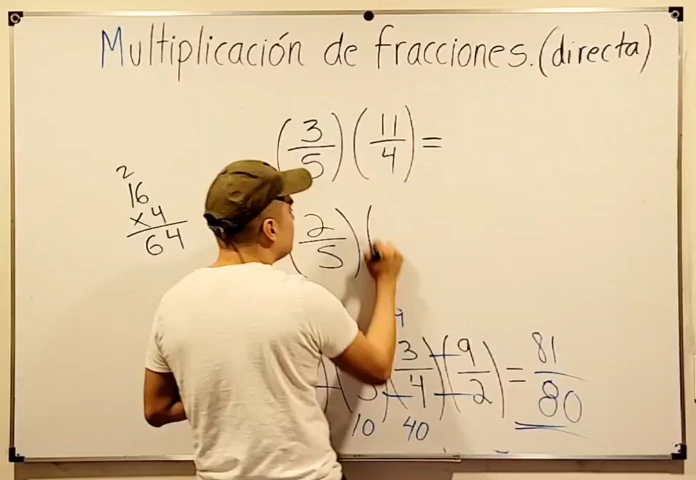 Multiplicación de fracciones. (directa)
(3/5) (11/4) =
2
16
x4
64
(2/5) (
9
3/4) (9/2) = 81/80
10 40